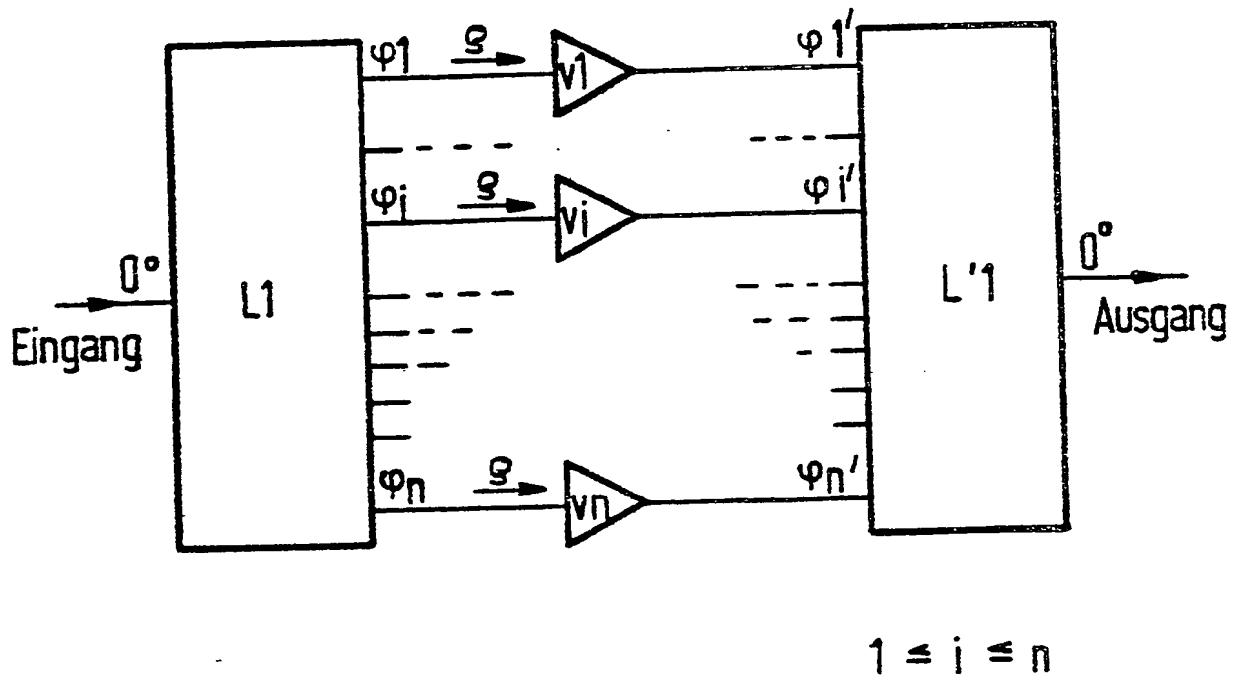 φ1 ϱ v1 φ1'
φi ϱ vi φi'
0° L1 L'1 0°
Eingang Ausgang
φn ϱ vn φn'
1 ≦ i ≦ n